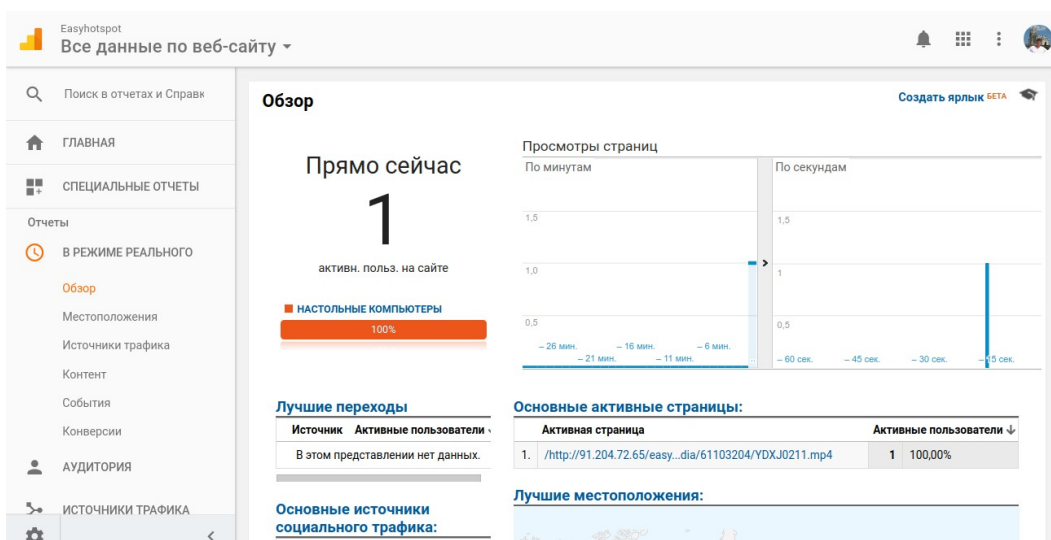 Easyhotspot
Все данные по веб-сайту
Поиск в отчетах и Справк
ГЛАВНАЯ
СПЕЦИАЛЬНЫЕ ОТЧЕТЫ
Отчеты
В РЕЖИМЕ РЕАЛЬНОГО
Обзор
Местоположения
Источники трафика
Контент
События
Конверсии
АУДИТОРИЯ
ИСТОЧНИКИ ТРАФИКА
Обзор
Создать ярлык БЕТА
Прямо сейчас
1
активн. польз. на сайте
НАСТОЛЬНЫЕ КОМПЬЮТЕРЫ
100%
Просмотры страниц
По минутам
1,5
1,0
0,5
– 26 мин. – 16 мин. – 6 мин.
– 21 мин. – 11 мин.
По секундам
1,5
1
0,5
– 60 сек. – 45 сек. – 30 сек. – 15 сек.
Лучшие переходы
Источник Активные пользователи
В этом представлении нет данных.
Основные источники
социального трафика:
Основные активные страницы:
Активная страница Активные пользователи
1. /http://91.204.72.65/easy...dia/61103204/YDXJ0211.mp4 1 100,00%
Лучшие местоположения: